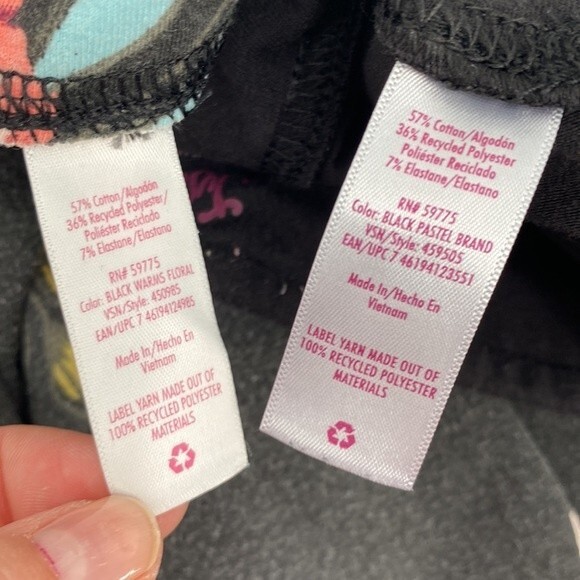 57% Cotton/Algodón
36% Recycled Polyester/
Poliéster Reciclado
7% Elastane/Elastano
RN# 59775
Color: BLACK WARMS FLORAL
VSN/Style: 450985
EAN/UPC 7 46194124985
Made In/Hecho En
Vietnam
LABEL YARN MADE OUT OF
100% RECYCLED POLYESTER
MATERIALS
57% Cotton/Algodón
36% Recycled Polyester/
Poliéster Reciclado
7% Elastane/Elastano
RN# 59775
Color: BLACK PASTEL BRAND
VSN/Style: 459505
EAN/UPC 7 46194123551
Made In/Hecho En
Vietnam
LABEL YARN MADE OUT OF
100% RECYCLED POLYESTER
MATERIALS